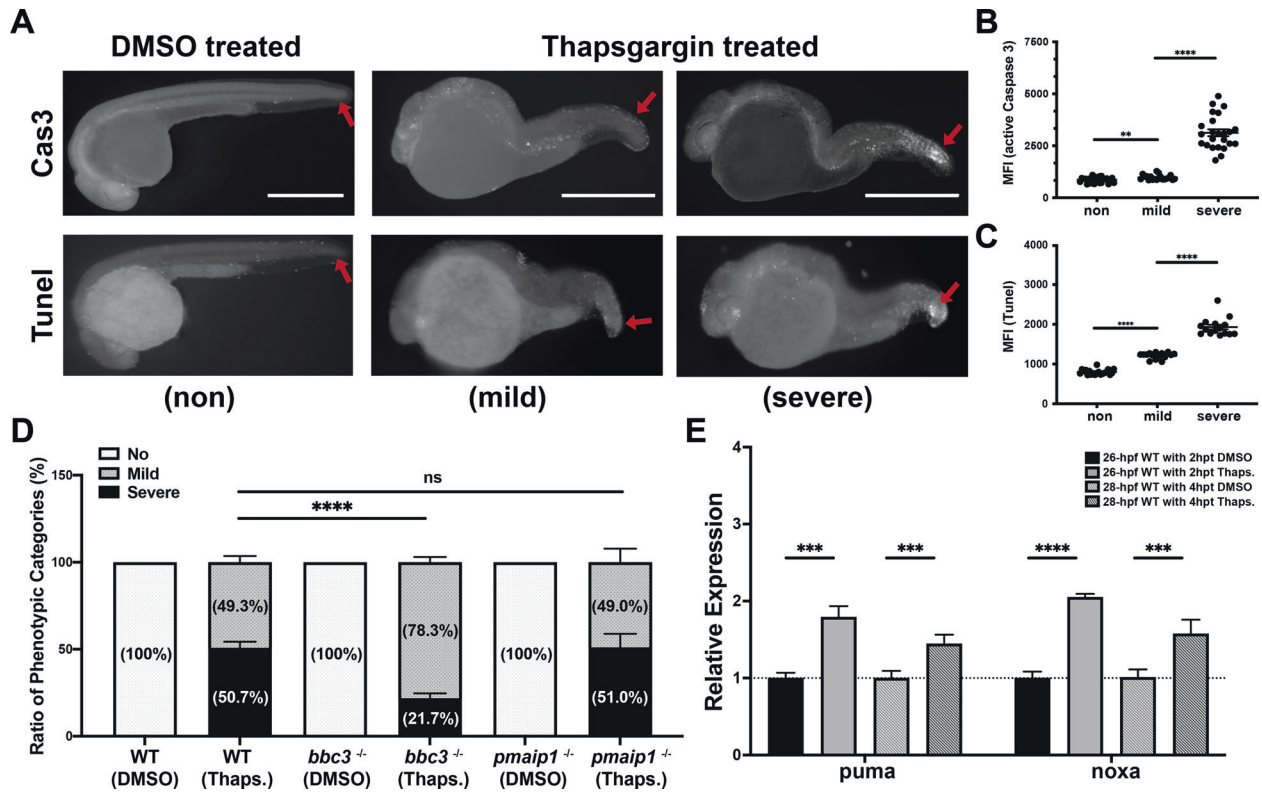 A
DMSO treated
Thapsgargin treated
Cas3
Tunel
(non)
(mild)
(severe)
B
MFI (active Caspase 3)
7500
5000
2500
0
**
****
non
mild
severe
C
MFI (Tunel)
4000
3000
2000
1000
0
****
****
non
mild
severe
D
No
Mild
Severe
Ratio of Phenotypic Categories (%)
150
100
50
0
ns
****
(100%)
(49.3%)
(50.7%)
(100%)
(78.3%)
(21.7%)
(100%)
(49.0%)
(51.0%)
WT
(DMSO)
WT
(Thaps.)
bbc3 -/-
(DMSO)
bbc3 -/-
(Thaps.)
pmaip1 -/-
(DMSO)
pmaip1 -/-
(Thaps.)
E
26-hpf WT with 2hpt DMSO
26-hpf WT with 2hpt Thaps.
28-hpf WT with 4hpt DMSO
28-hpf WT with 4hpt Thaps.
Relative Expression
4
3
2
1
0
***
***
****
***
puma
noxa